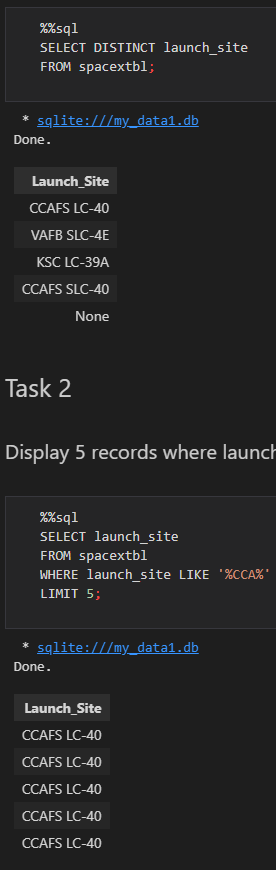 %%sql
SELECT DISTINCT launch_site
FROM spacextbl;
* sqlite:///my_data1.db
Done.
Launch_Site
CCAFS LC-40
VAFB SLC-4E
KSC LC-39A
CCAFS SLC-40
None
Task 2
Display 5 records where launch
%%sql
SELECT launch_site
FROM spacextbl
WHERE launch_site LIKE '%CCA%'
LIMIT 5;
* sqlite:///my_data1.db
Done.
Launch_Site
CCAFS LC-40
CCAFS LC-40
CCAFS LC-40
CCAFS LC-40
CCAFS LC-40